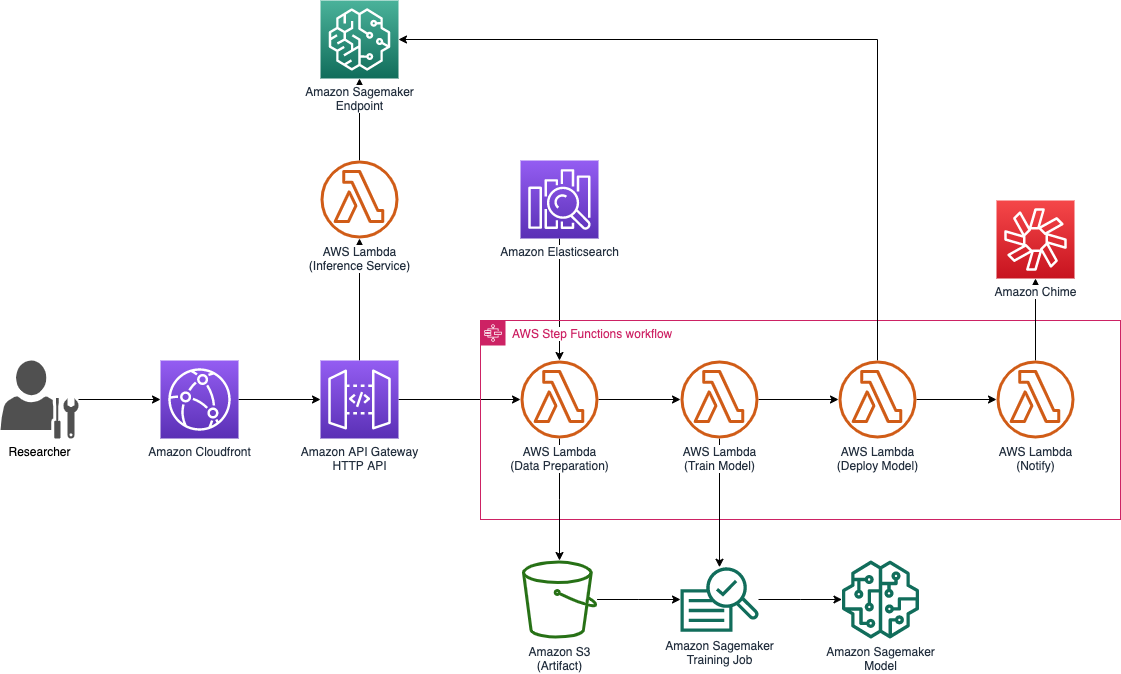 Amazon Sagemaker
Endpoint
AWS Lambda
(Inference Service)
Amazon Elasticsearch
Amazon Chime
AWS Step Functions workflow
Researcher
Amazon Cloudfront
Amazon API Gateway
HTTP API
AWS Lambda
(Data Preparation)
AWS Lambda
(Train Model)
AWS Lambda
(Deploy Model)
AWS Lambda
(Notify)
Amazon S3
(Artifact)
Amazon Sagemaker
Training Job
Amazon Sagemaker
Model